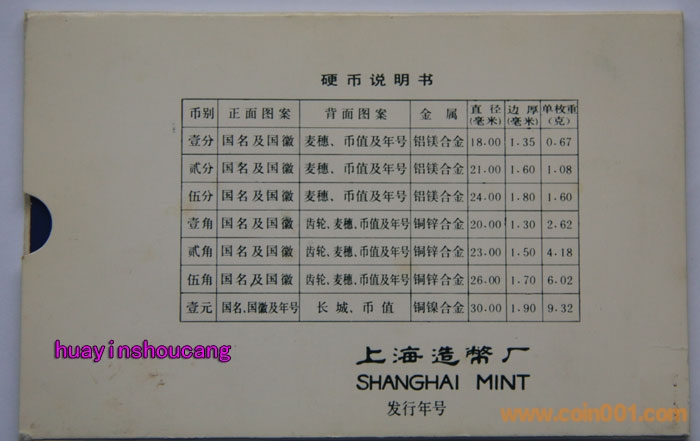 硬币说明书
币别 正面图案 背面图案 金属 直径(毫米) 边厚(毫米) 单枚重(克)
壹分 国名及国徽 麦穗、币值及年号 铝镁合金 18.00 1.35 0.67
贰分 国名及国徽 麦穗、币值及年号 铝镁合金 21.00 1.60 1.08
伍分 国名及国徽 麦穗、币值及年号 铝镁合金 24.00 1.80 1.60
壹角 国名及国徽 齿轮、麦穗、币值及年号 铜锌合金 20.00 1.30 2.62
贰角 国名及国徽 齿轮、麦穗、币值及年号 铜锌合金 23.00 1.50 4.18
伍角 国名及国徽 齿轮、麦穗、币值及年号 铜锌合金 26.00 1.70 6.02
壹元 国名、国徽及年号 长城、币值 铜镍合金 30.00 1.90 9.32
huayinshoucang
上海造幣厂
SHANGHAI MINT
发行年号
www.coin001.com